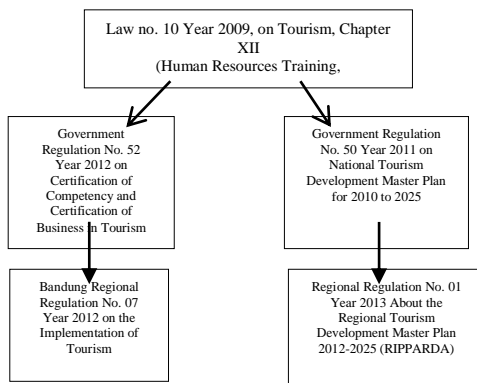 Law no. 10 Year 2009, on Tourism, Chapter
XII
(Human Resources Training,
Government
Regulation No. 52
Year 2012 on
Certification of
Competency and
Certification of
Business in Tourism
Government Regulation
No. 50 Year 2011 on
National Tourism
Development Master Plan
for 2010 to 2025
Bandung Regional
Regulation No. 07
Year 2012 on the
Implementation of
Tourism
Regional Regulation No. 01
Year 2013 About the
Regional Tourism
Development Master Plan
2012-2025 (RIPPARDA)